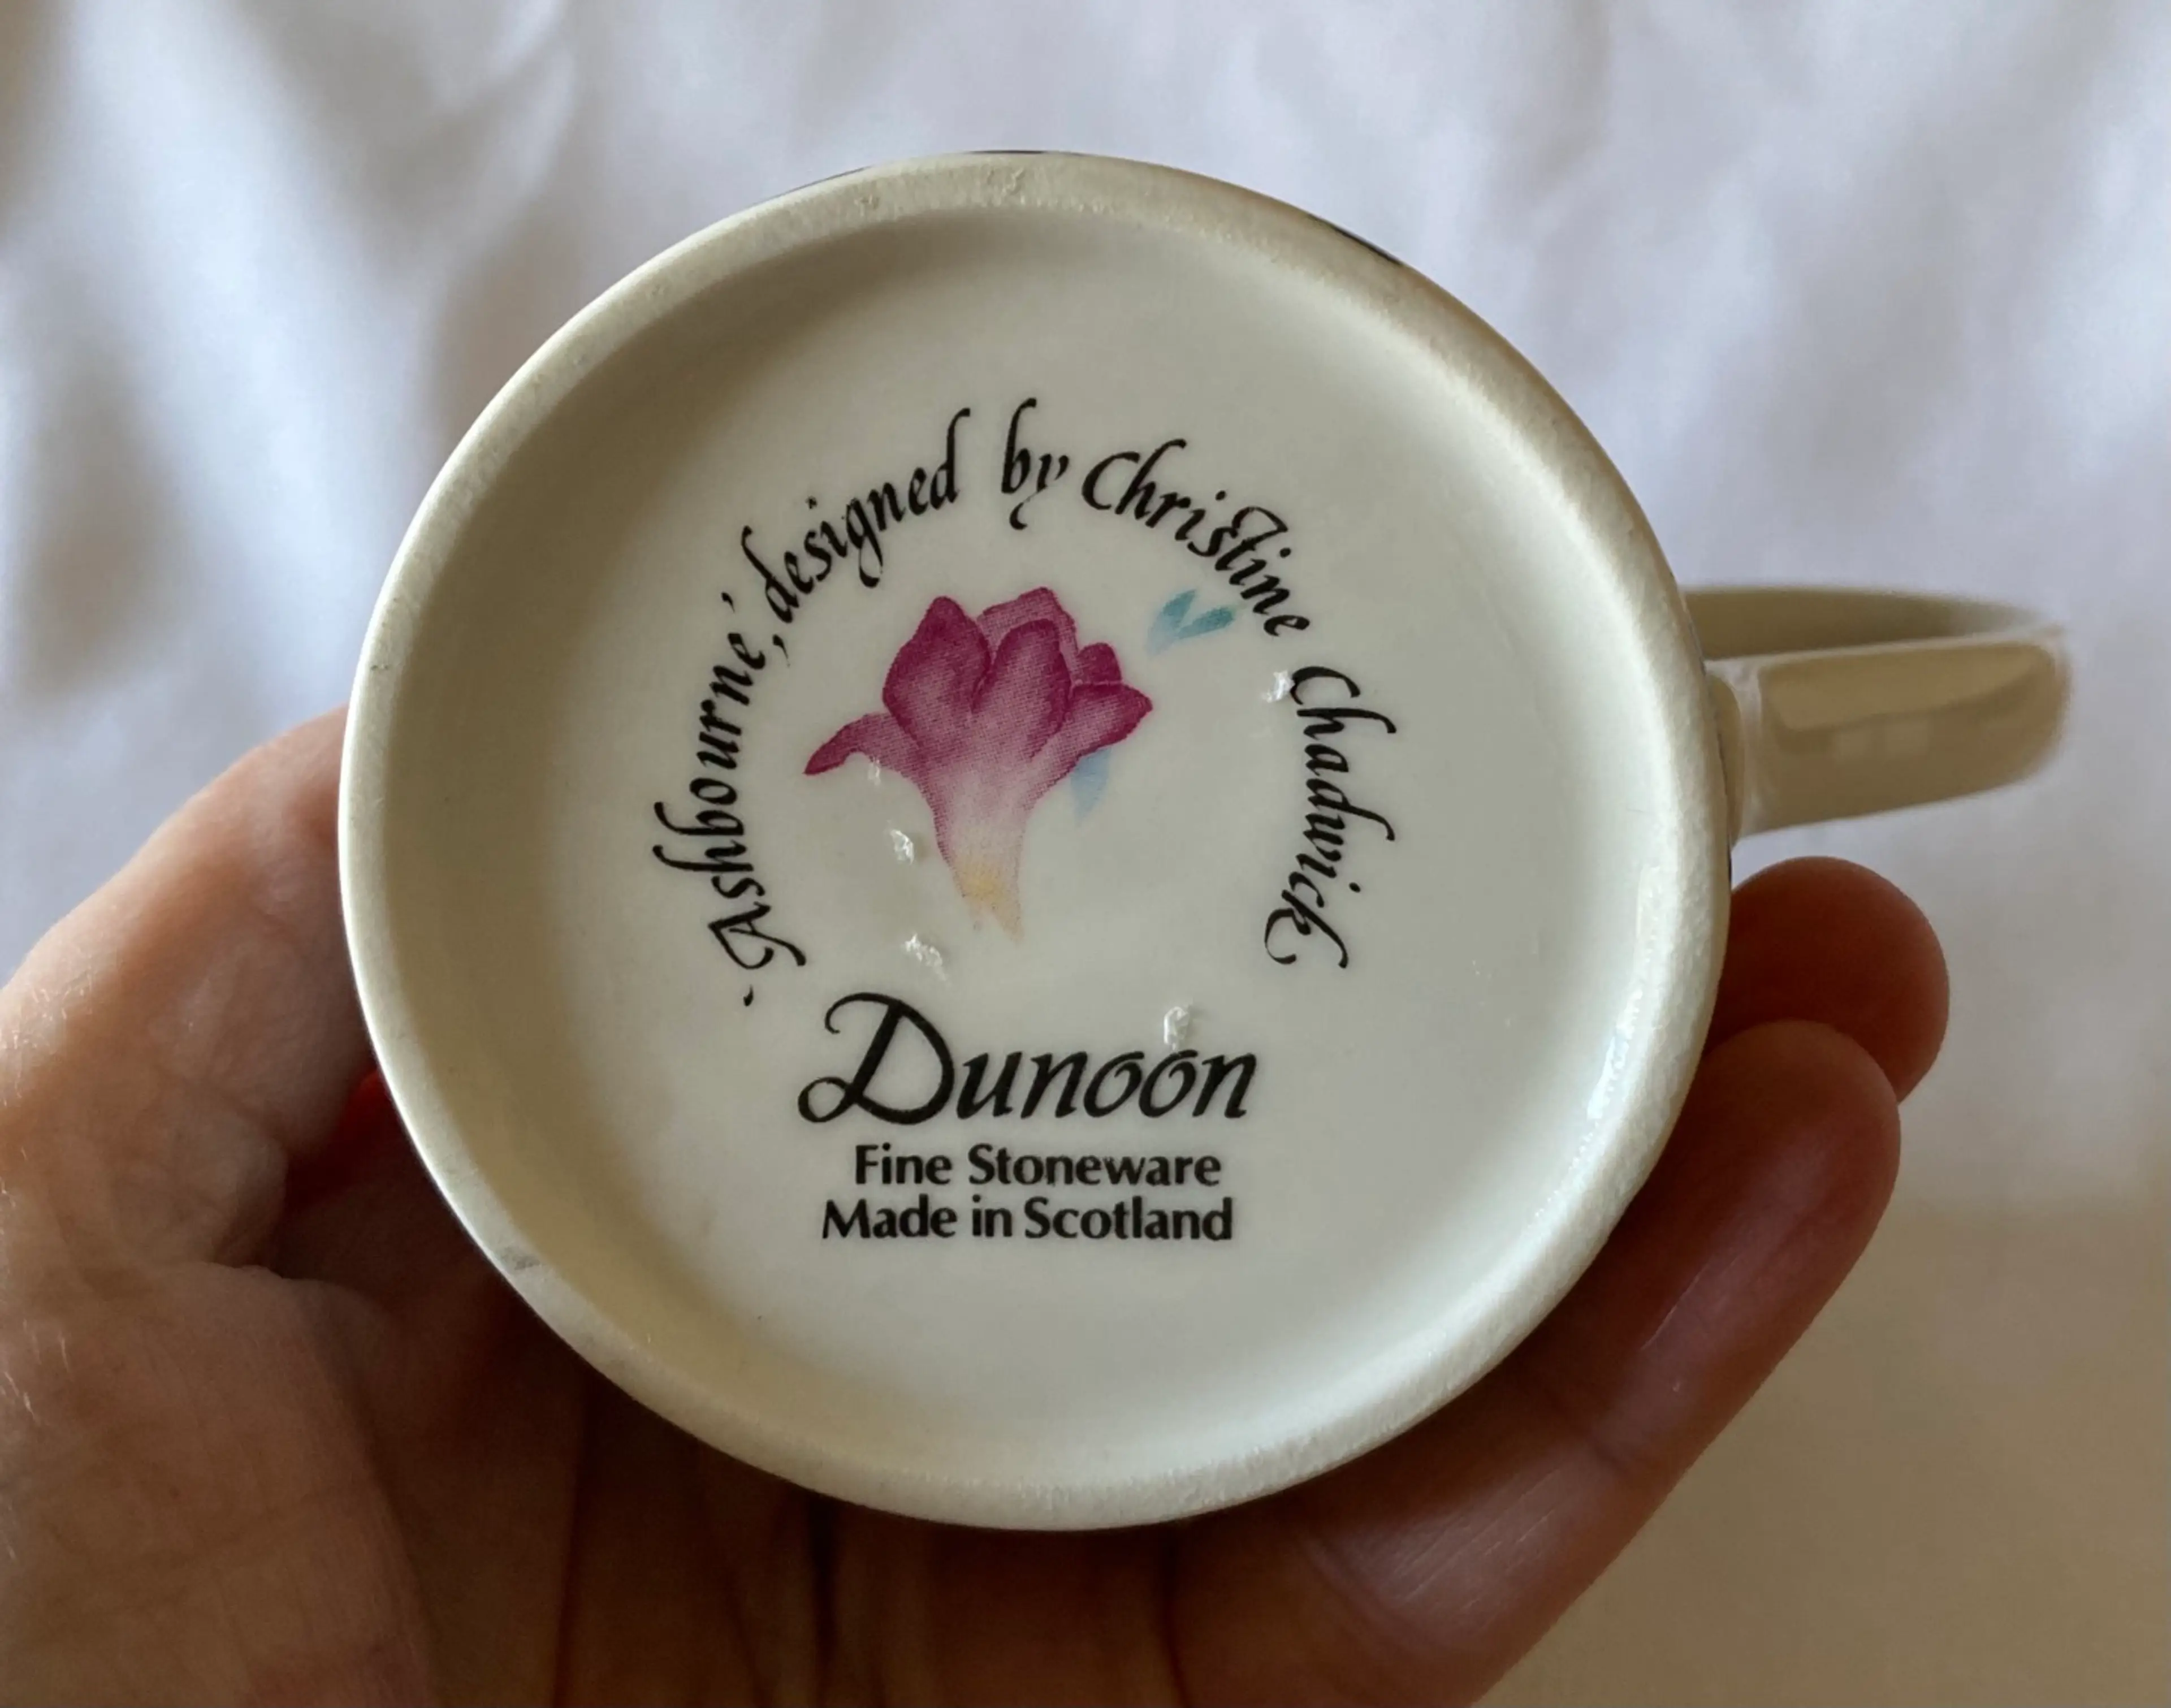 'Ashbourne', designed by Christine Chadwick
Dunoon
Fine Stoneware
Made in Scotland